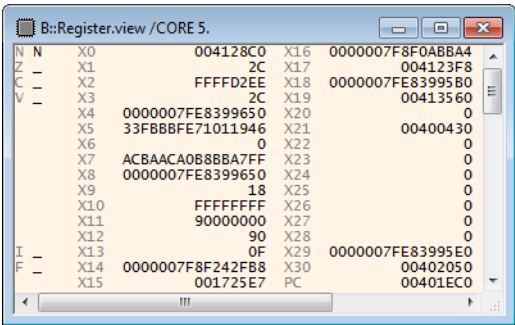 B::Register.view /CORE 5.
N N X0 004128C0 X16 0000007F8F0ABBA4
Z _ X1 2C X17 004123F8
C _ X2 FFFFD2EE X18 0000007FE83995B0
V _ X3 2C X19 00413560
X4 0000007FE8399650 X20 0
X5 33FBBBFE71011946 X21 00400430
X6 0 X22 0
X7 ACBAACA0B8BBA7FF X23 0
X8 0000007FE8399650 X24 0
X9 18 X25 0
X10 FFFFFFFF X26 0
X11 90000000 X27 0
X12 90 X28 0
I _ X13 0F X29 0000007FE83995E0
F _ X14 0000007F8F242FB8 X30 00402050
X15 001725E7 PC 00401EC0